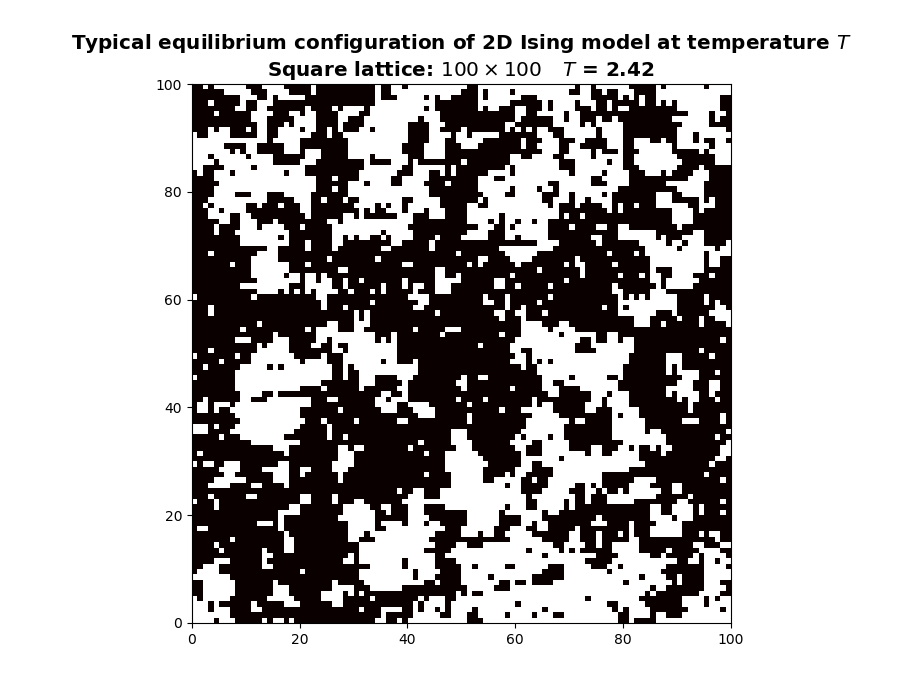 Typical equilibrium configuration of 2D Ising model at temperature T
Square lattice: 100 × 100 T = 2.42
100
80
60
40
20
0
0 20 40 60 80 100